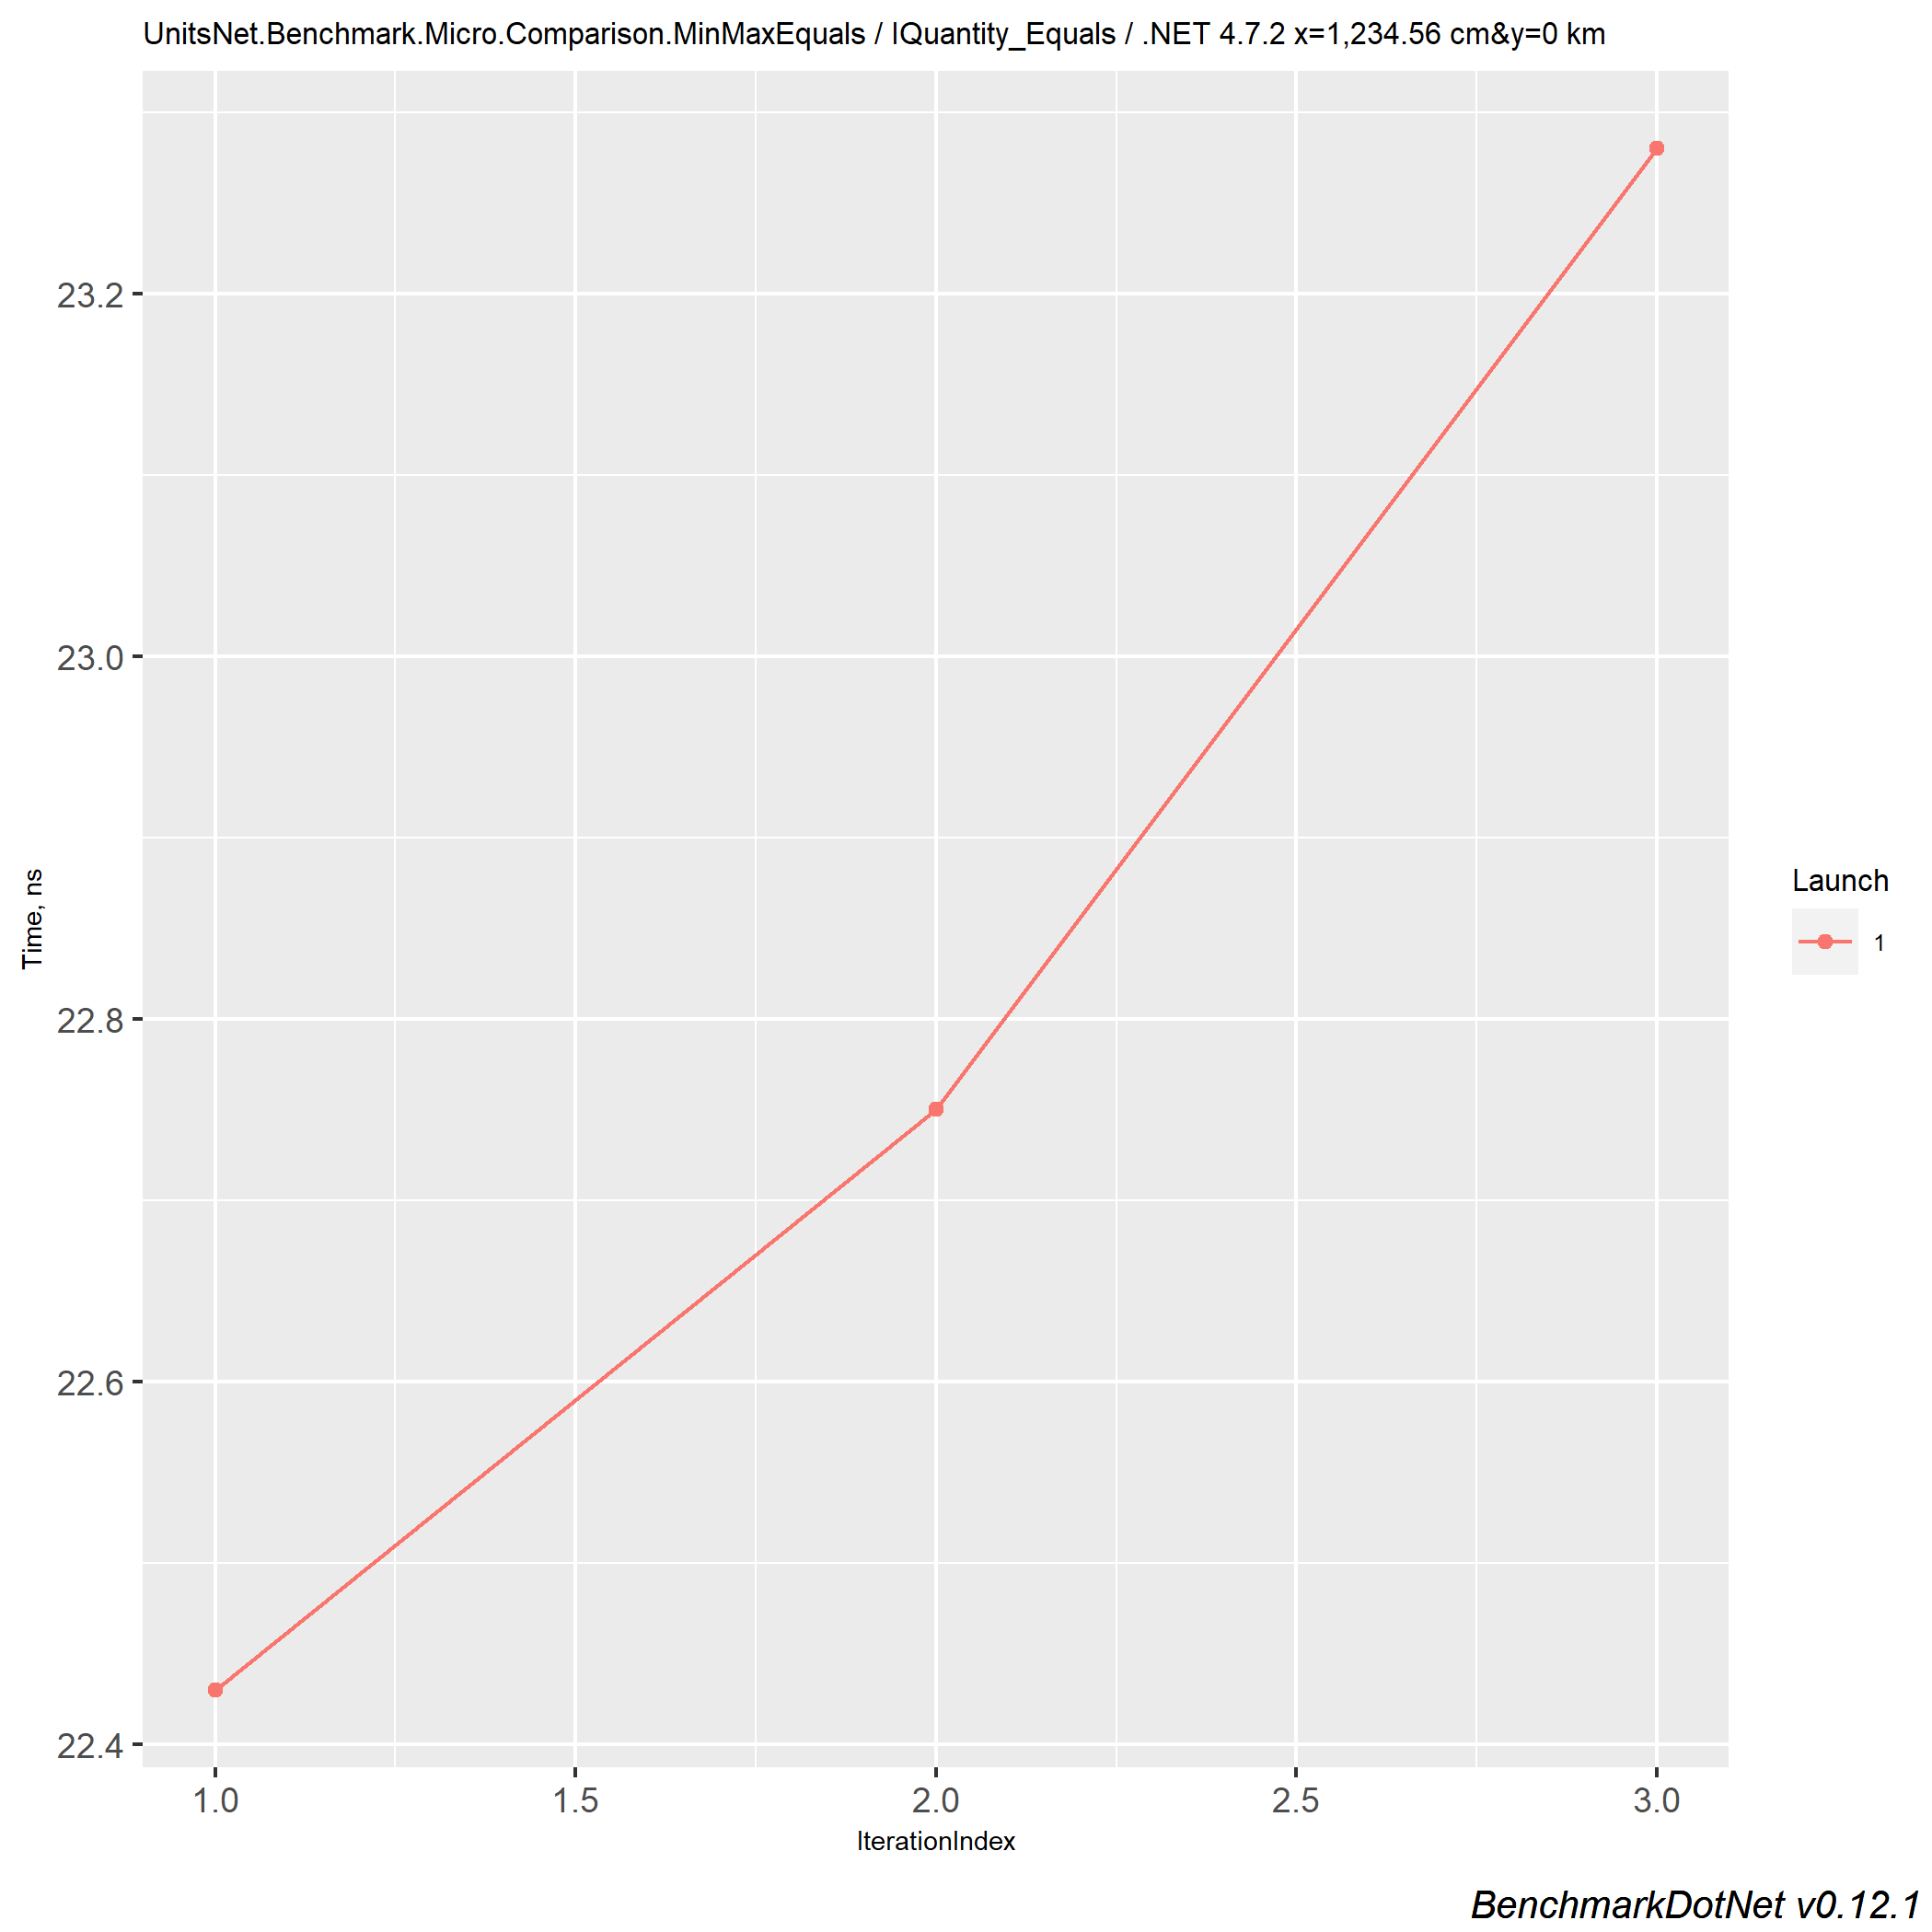 UnitsNet.Benchmark.Micro.Comparison.MinMaxEquals / IQuantity_Equals / .NET 4.7.2 x=1,234.56 cm&y=0 km
23.2
23.0
22.8
22.6
22.4
Time, ns
1.0 1.5 2.0 2.5 3.0
IterationIndex
Launch
1
BenchmarkDotNet v0.12.1